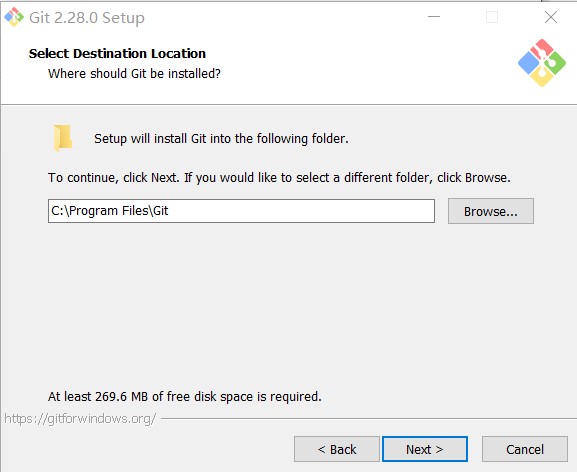 Git 2.28.0 Setup
Select Destination Location
Where should Git be installed?
Setup will install Git into the following folder.
To continue, click Next. If you would like to select a different folder, click Browse.
C:\Program Files\Git
Browse...
At least 269.6 MB of free disk space is required.
https://gitforwindows.org/
< Back
Next >
Cancel